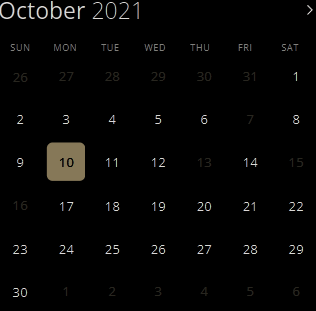 October 2021
SUN MON TUE WED THU FRI SAT
26 27 28 29 30 31 1
2 3 4 5 6 7 8
9 10 11 12 13 14 15
16 17 18 19 20 21 22
23 24 25 26 27 28 29
30 1 2 3 4 5 6